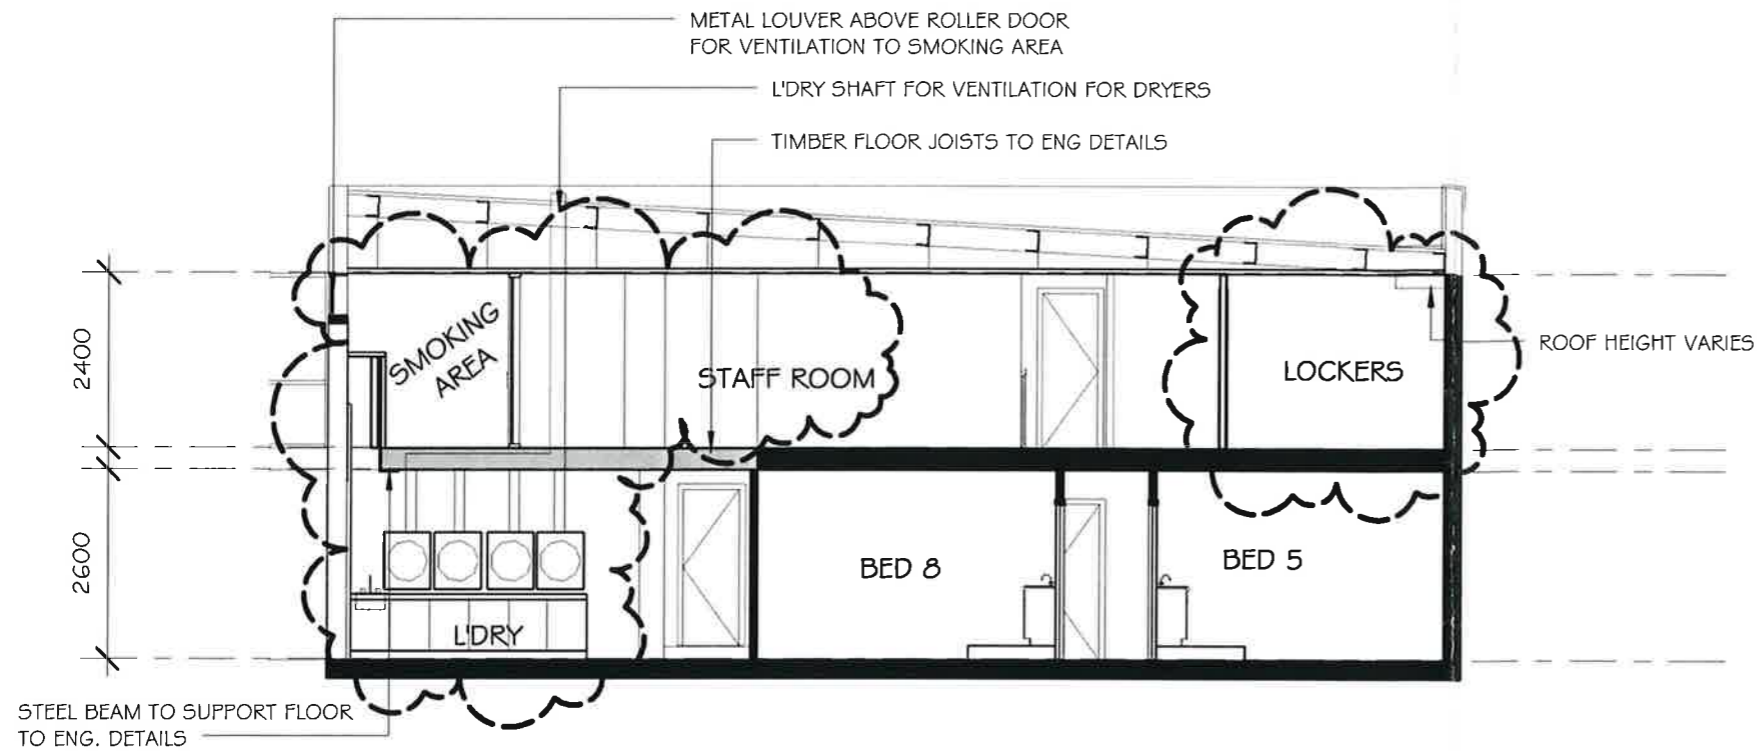 METAL LOUVER ABOVE ROLLER DOOR
FOR VENTILATION TO SMOKING AREA
L'DRY SHAFT FOR VENTILATION FOR DRYERS
TIMBER FLOOR JOISTS TO ENG DETAILS
2400
SMOKING
AREA
STAFF ROOM
LOCKERS
ROOF HEIGHT VARIES
2600
BED 8
BED 5
L'DRY
STEEL BEAM TO SUPPORT FLOOR
TO ENG. DETAILS